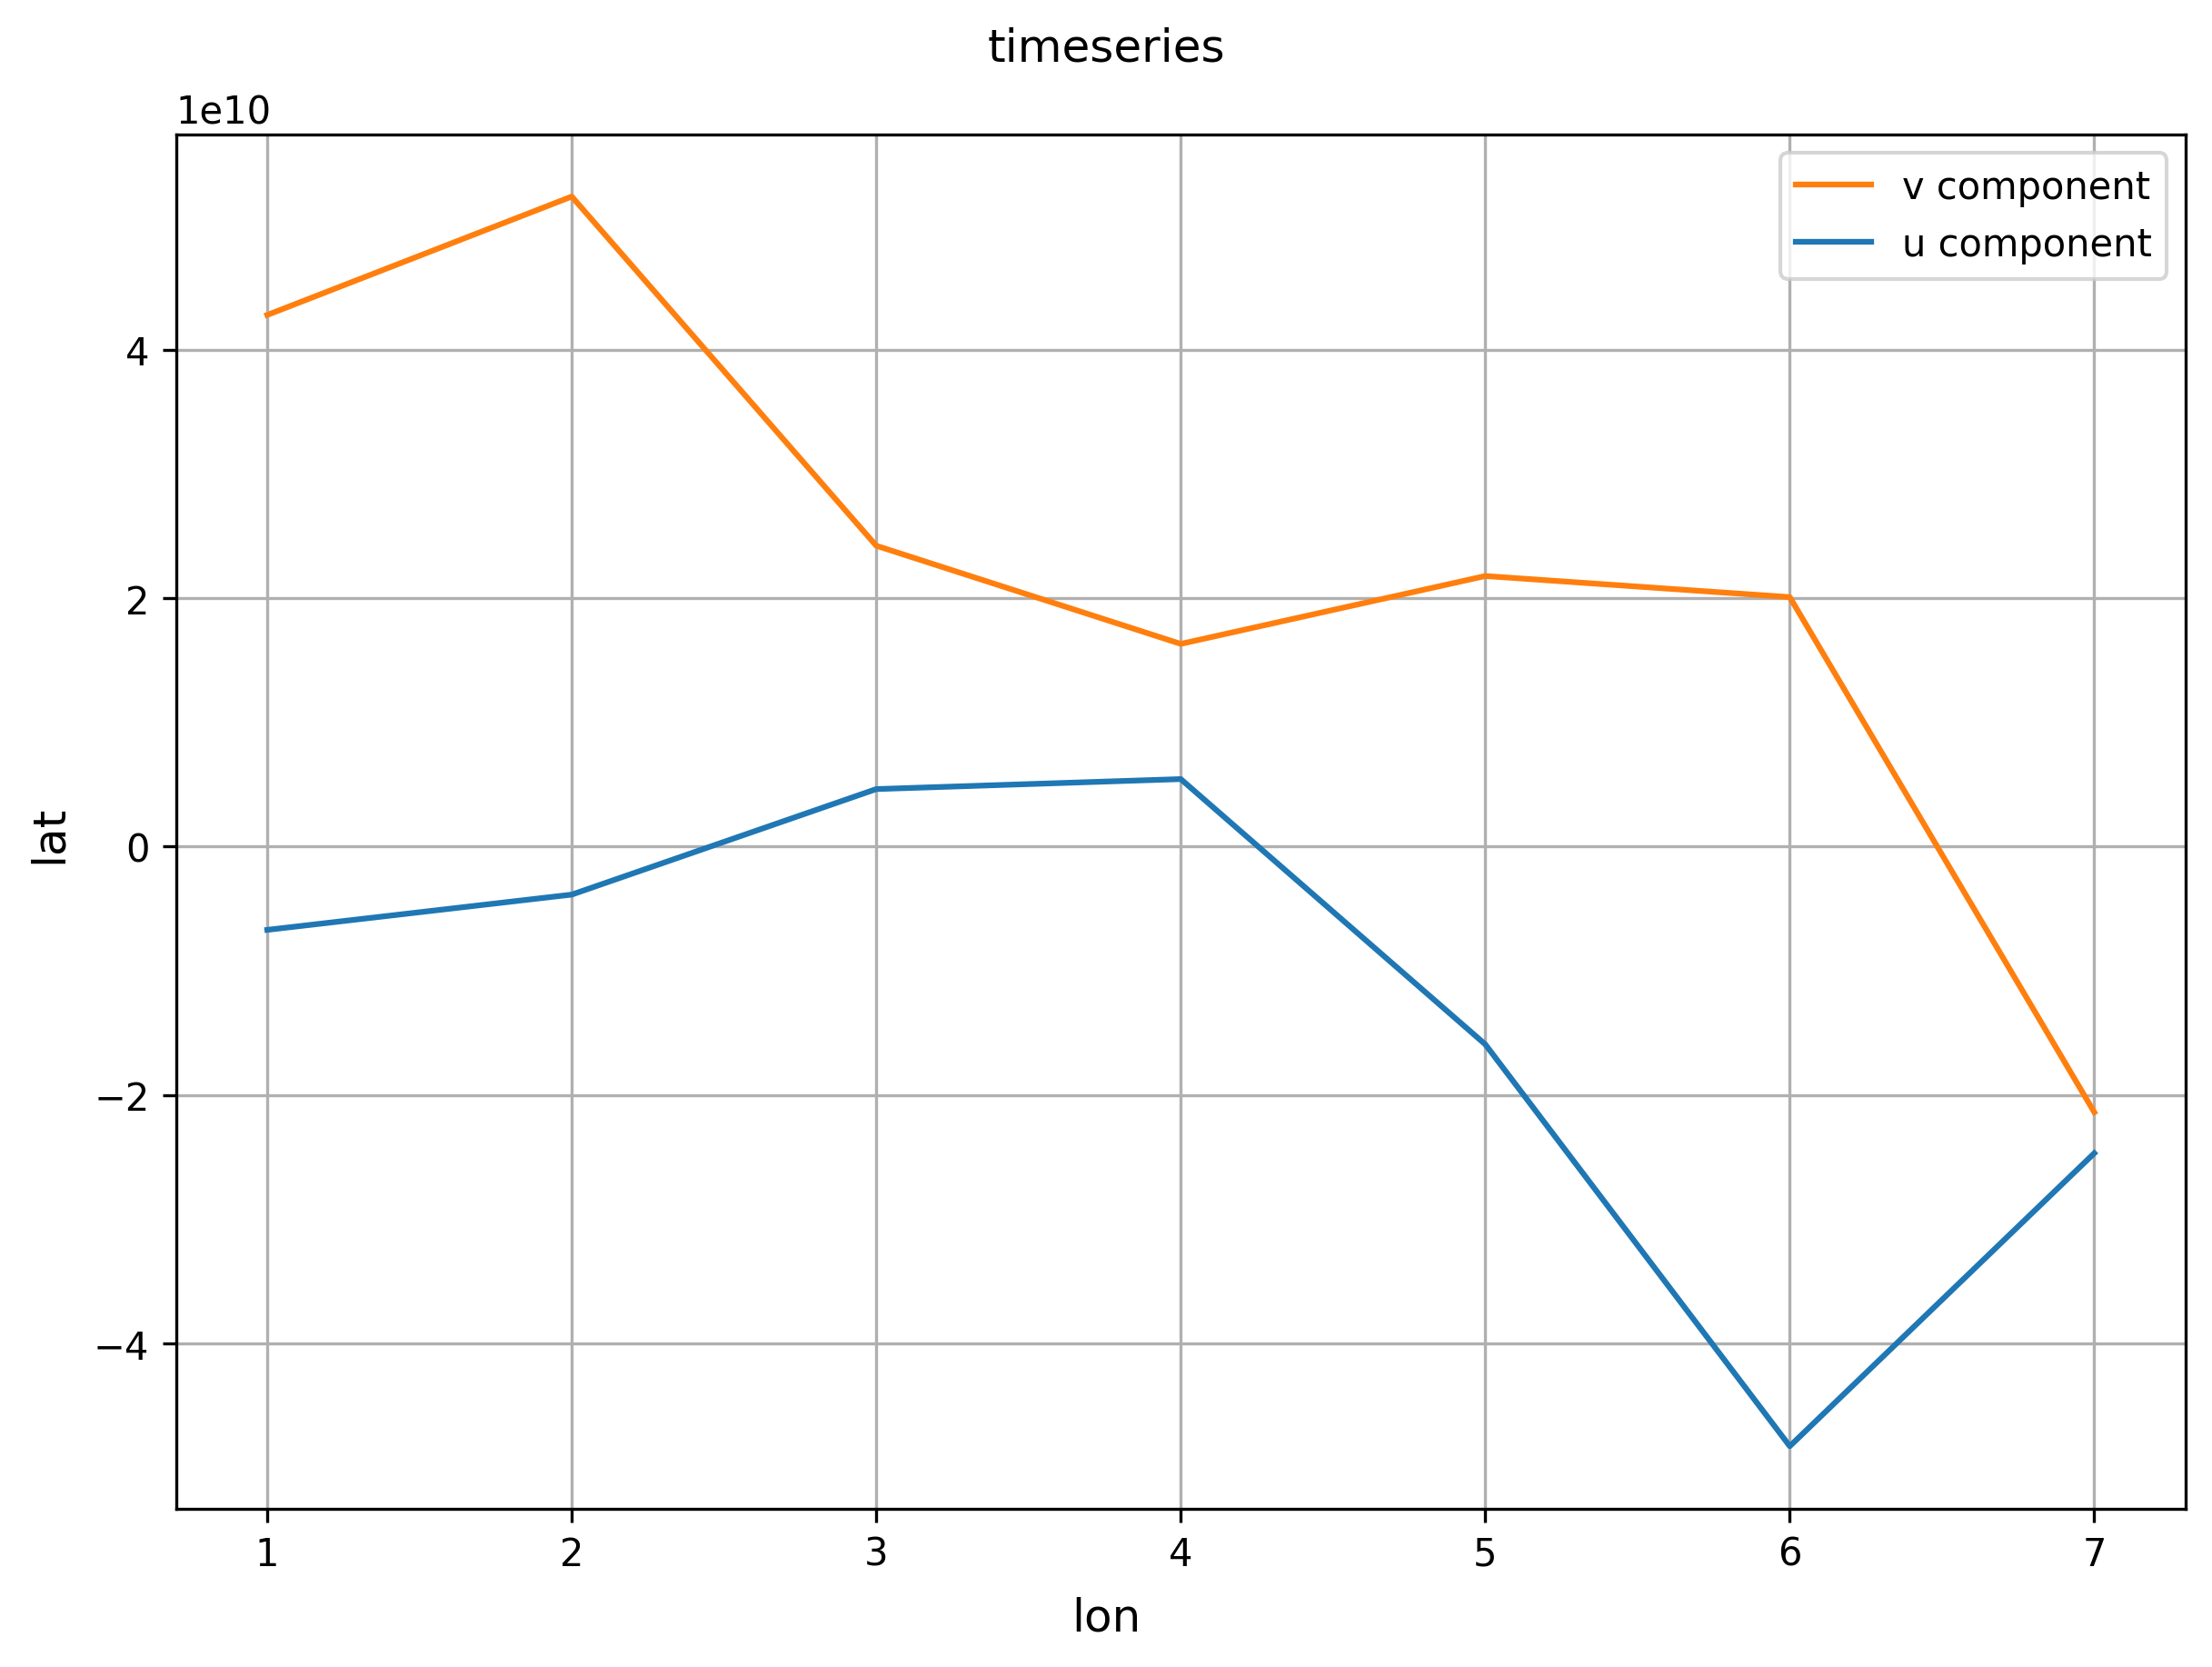 timeseries
1e10
v component
u component
4
2
0
−2
−4
lat
1 2 3 4 5 6 7
lon